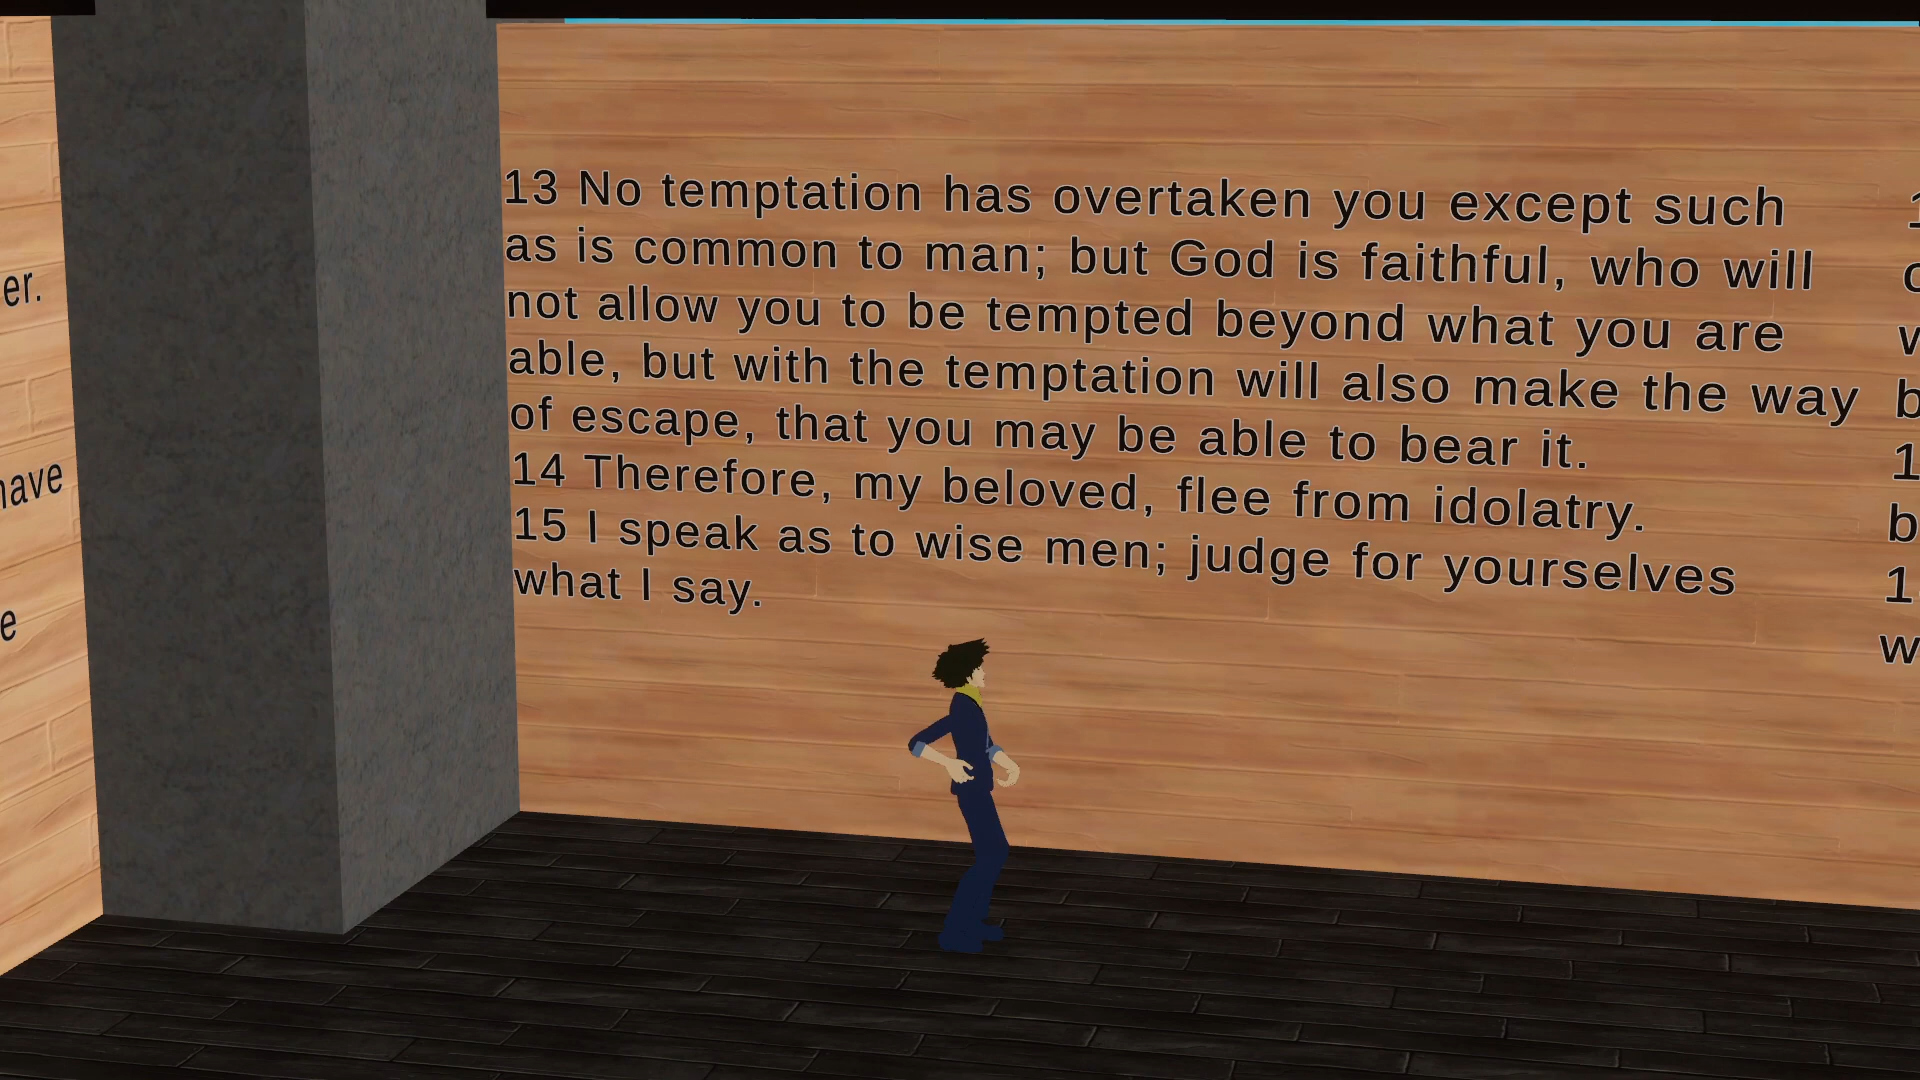 er.
have
e
13 No temptation has overtaken you except such
as is common to man; but God is faithful, who will
not allow you to be tempted beyond what you are
able, but with the temptation will also make the way
of escape, that you may be able to bear it.
14 Therefore, my beloved, flee from idolatry.
15 I speak as to wise men; judge for yourselves
what I say.